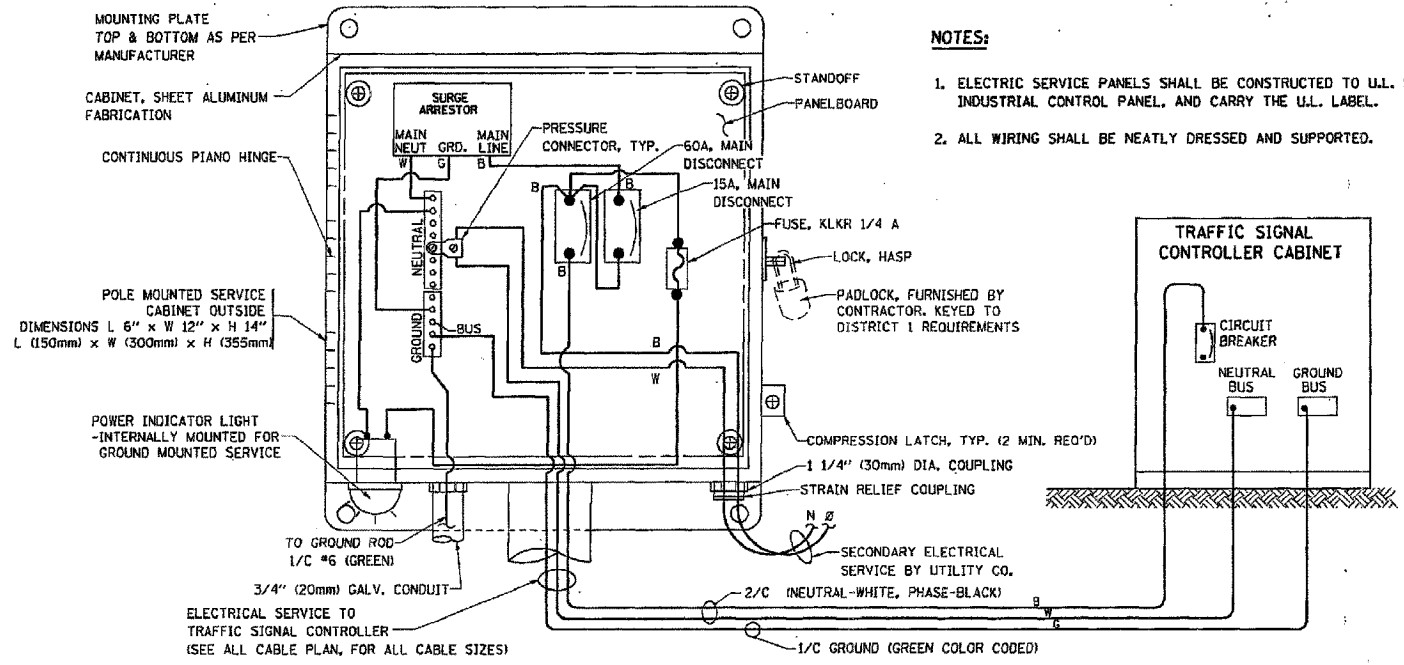 MOUNTING PLATE
TOP & BOTTOM AS PER
MANUFACTURER
CABINET, SHEET ALUMINUM
FABRICATION
CONTINUOUS PIANO HINGE
POLE MOUNTED SERVICE
CABINET OUTSIDE
DIMENSIONS L 6" x W 12" x H 14"
L (150mm) x W (300mm) x H (355mm)
POWER INDICATOR LIGHT
-INTERNALLY MOUNTED FOR
GROUND MOUNTED SERVICE
TO GROUND ROD
1/C #6 (GREEN)
3/4" (20mm) GALV. CONDUIT
ELECTRICAL SERVICE TO
TRAFFIC SIGNAL CONTROLLER
(SEE ALL CABLE PLAN, FOR ALL CABLE SIZES)
SURGE
ARRESTOR
MAIN
NEUT
GRD.
MAIN
LINE
W
G
B
NEUTRAL
GROUND
BUS
PRESSURE
CONNECTOR, TYP.
B
B
B
B
W
STANDOFF
PANELBOARD
60A, MAIN
DISCONNECT
15A, MAIN
DISCONNECT
FUSE, KLKR 1/4 A
LOCK, HASP
PADLOCK, FURNISHED BY
CONTRACTOR. KEYED TO
DISTRICT 1 REQUIREMENTS
COMPRESSION LATCH, TYP. (2 MIN. REQ'D)
1 1/4" (30mm) DIA. COUPLING
STRAIN RELIEF COUPLING
N Ø
SECONDARY ELECTRICAL
SERVICE BY UTILITY CO.
2/C (NEUTRAL-WHITE, PHASE-BLACK)
B
W
G
1/C GROUND (GREEN COLOR CODED)
NOTES:
1. ELECTRIC SERVICE PANELS SHALL BE CONSTRUCTED TO U.L.
INDUSTRIAL CONTROL PANEL, AND CARRY THE U.L. LABEL.
2. ALL WIRING SHALL BE NEATLY DRESSED AND SUPPORTED.
TRAFFIC SIGNAL
CONTROLLER CABINET
CIRCUIT
BREAKER
NEUTRAL
BUS
GROUND
BUS